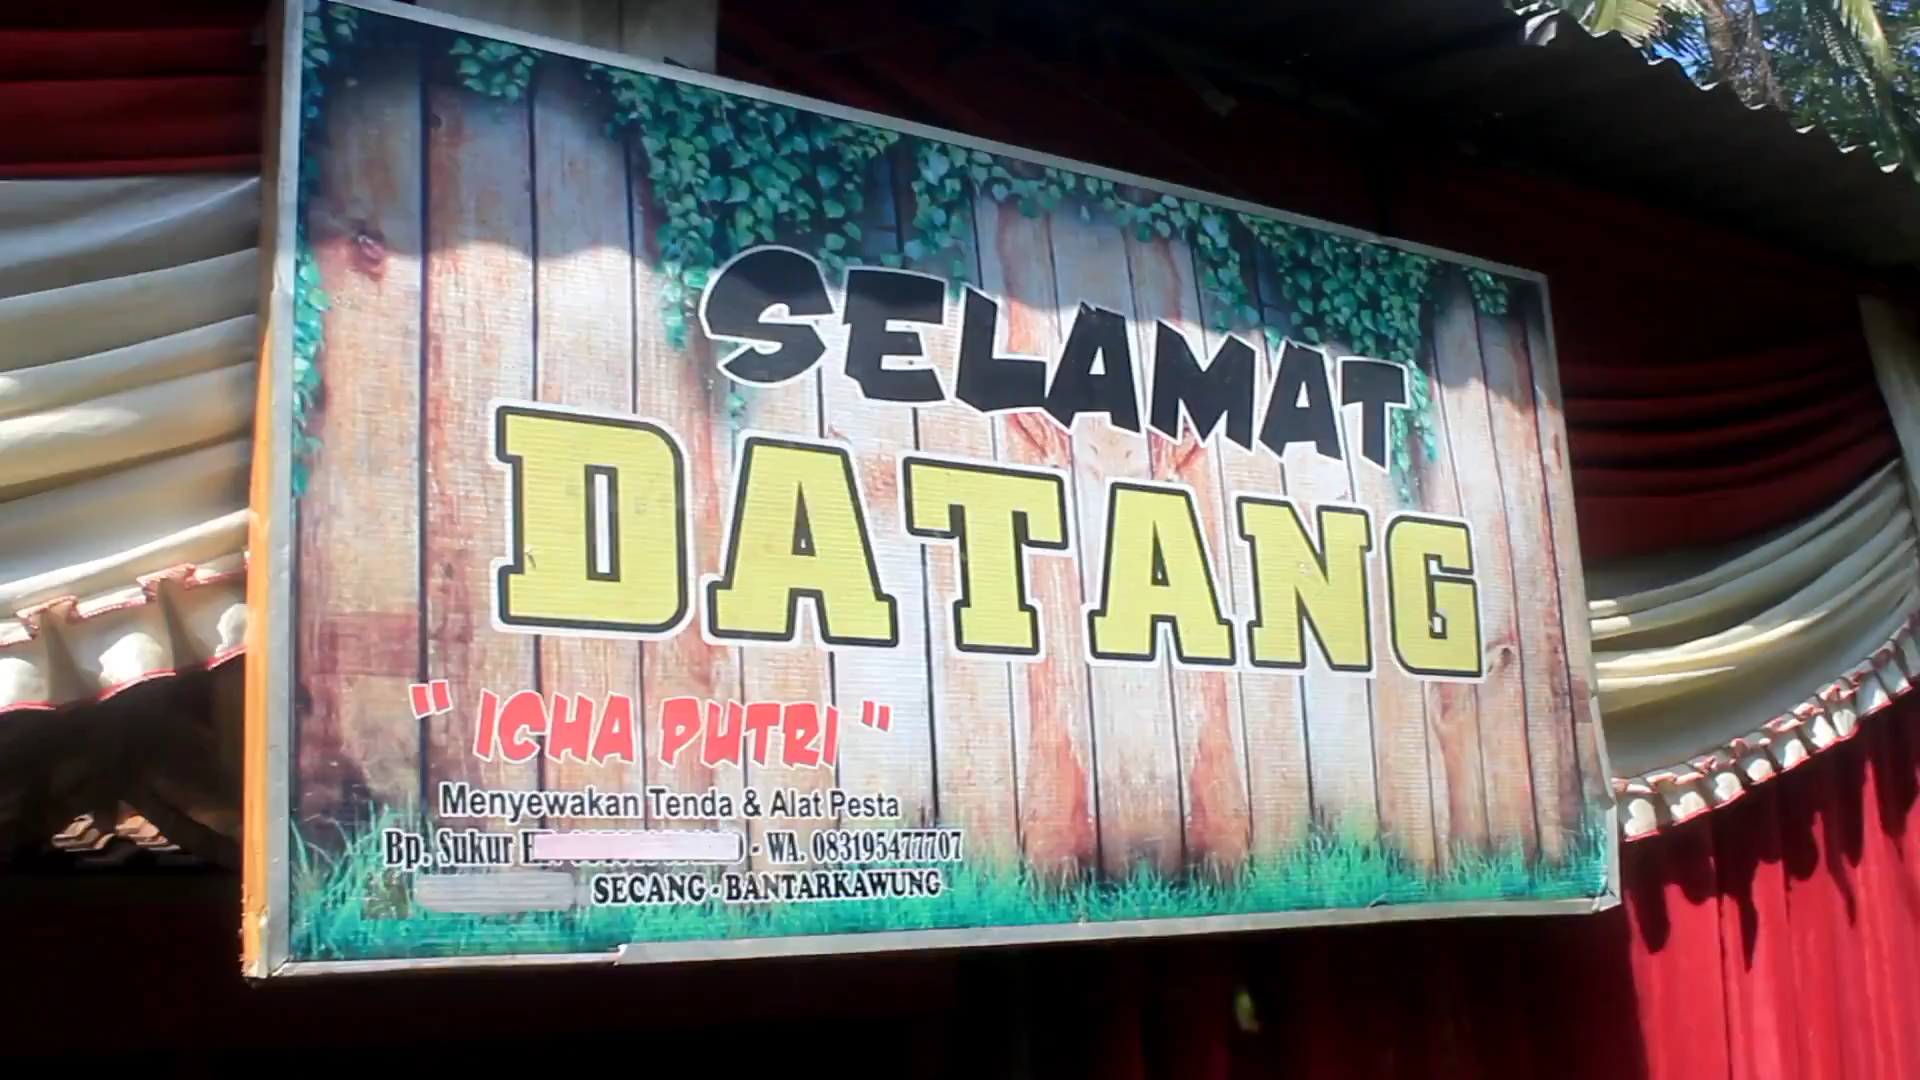 SELAMAT
DATANG
" ICHA PUTRI "
Menyewakan Tenda & Alat Pesta
Bp. Sukur - WA. 083195477707
SECANG - BANTARKAWUNG